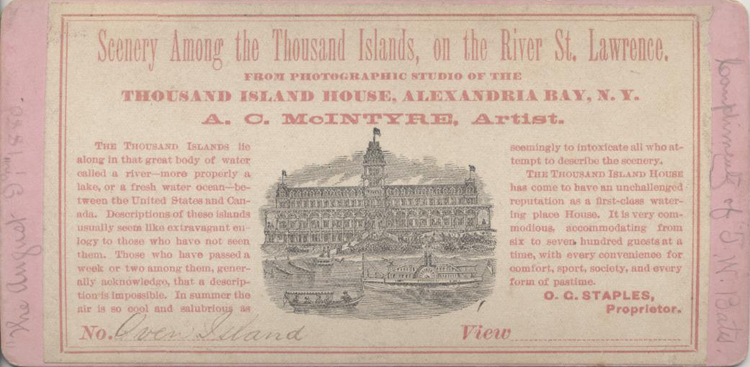 Scenery Among the Thousand Islands, on the River St. Lawrence.
FROM PHOTOGRAPHIC STUDIO OF THE
THOUSAND ISLAND HOUSE, ALEXANDRIA BAY, N. Y.
A. C. McINTYRE, Artist.
THE THOUSAND ISLANDS lie
along in that great body of water
called a river—more properly a
lake, or a fresh water ocean—be-
tween the United States and Can-
ada. Descriptions of these islands
usually seem like extravagant eu-
logy to those who have not seen
them. Those who have passed a
week or two among them, gener-
ally acknowledge, that a descrip-
tion is impossible. In summer the
air is so cool and salubrious as
seemingly to intoxicate all who at-
tempt to describe the scenery.
THE THOUSAND ISLAND HOUSE
has come to have an unchallenged
reputation as a first-class water-
ing place House. It is very com-
modious, accommodating from
six to seven hundred guests at a
time, with every convenience for
comfort, sport, society, and every
form of pastime.
O. G. STAPLES,
Proprietor.
No. Oven Island
View
August 9
Compliment of